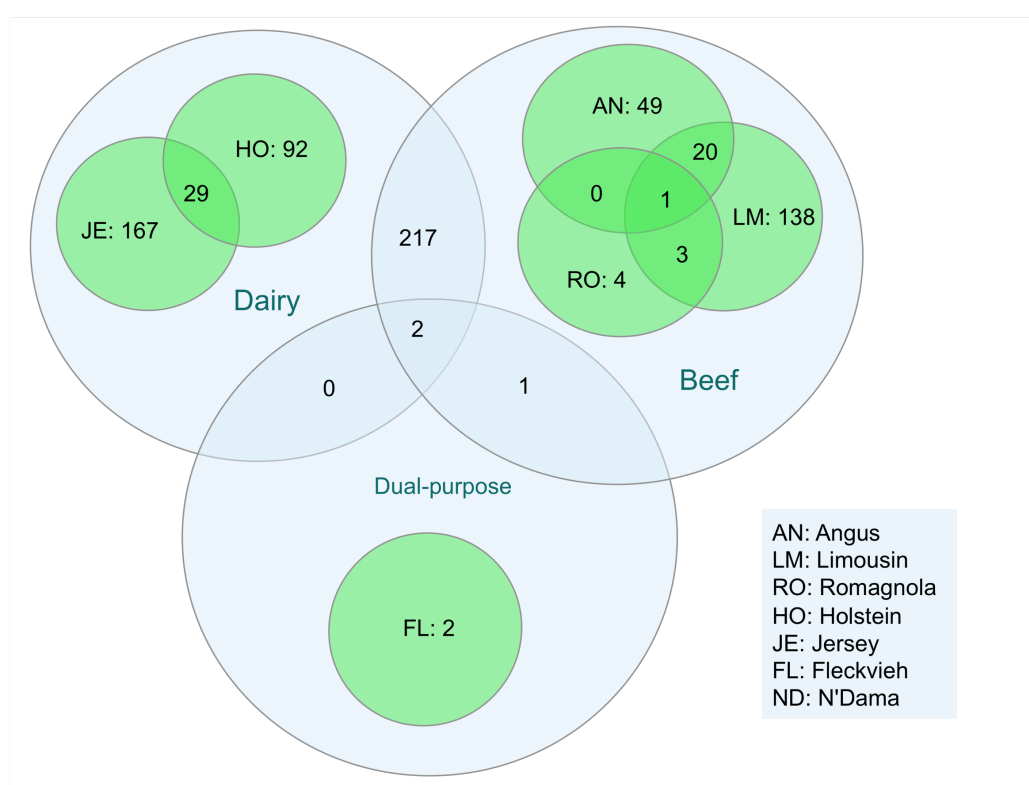 AN: 49
HO: 92
20
29
0
1
LM: 138
JE: 167
217
3
RO: 4
Dairy
2
Beef
0
1
Dual-purpose
FL: 2
AN: Angus
LM: Limousin
RO: Romagnola
HO: Holstein
JE: Jersey
FL: Fleckvieh
ND: N'Dama